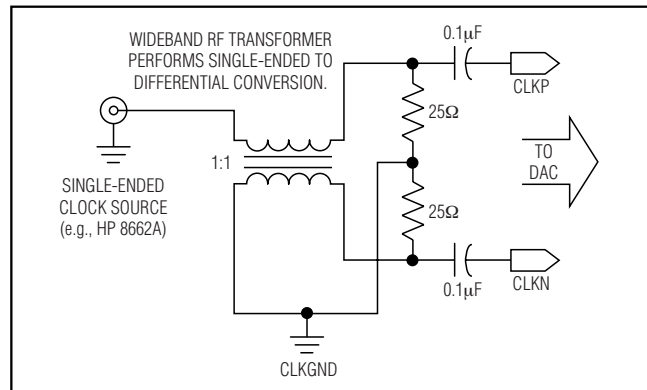 WIDEBAND RF TRANSFORMER
PERFORMS SINGLE-ENDED TO
DIFFERENTIAL CONVERSION.
0.1μF
CLKP
25Ω
1:1
TO
DAC
SINGLE-ENDED
CLOCK SOURCE
(e.g., HP 8662A)
25Ω
0.1μF
CLKN
CLKGND